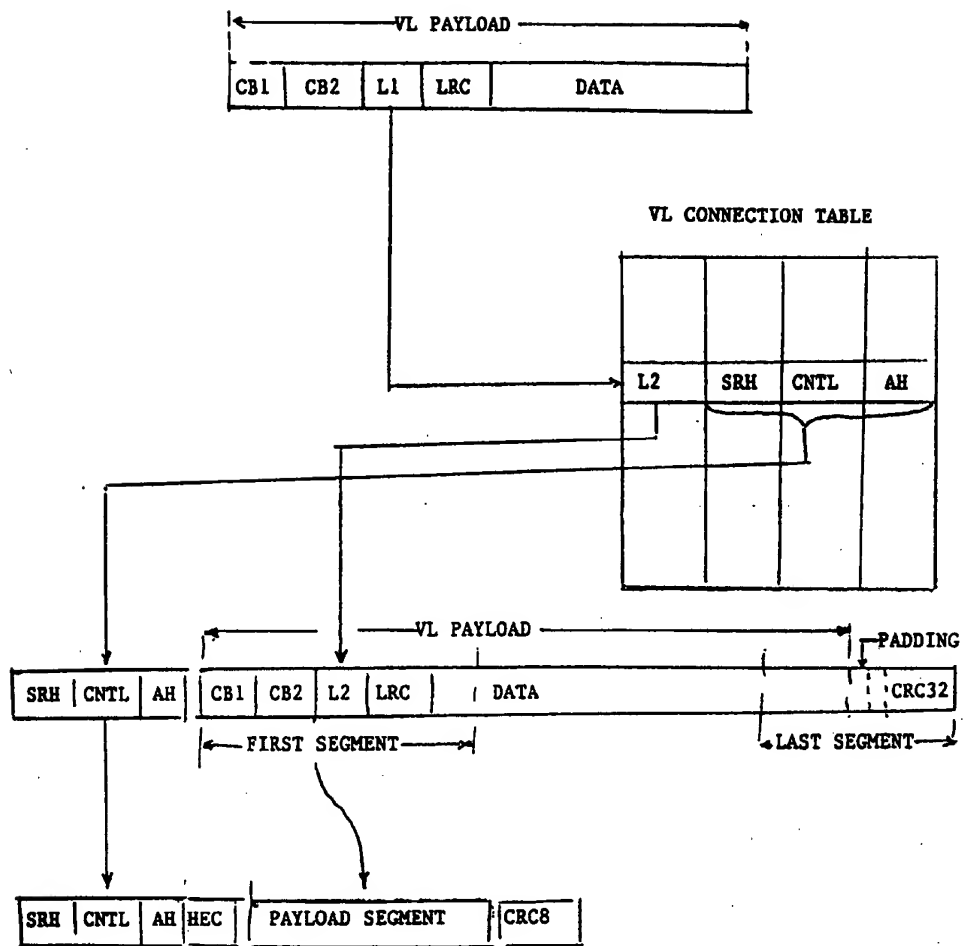 VL PAYLOAD
CB1 CB2 L1 LRC DATA
VL CONNECTION TABLE
L2 SRH CNTL AH
VL PAYLOAD
PADDING
SRH CNTL AH CB1 CB2 L2 LRC DATA CRC32
FIRST SEGMENT
LAST SEGMENT
SRH CNTL AH HEC PAYLOAD SEGMENT CRC8